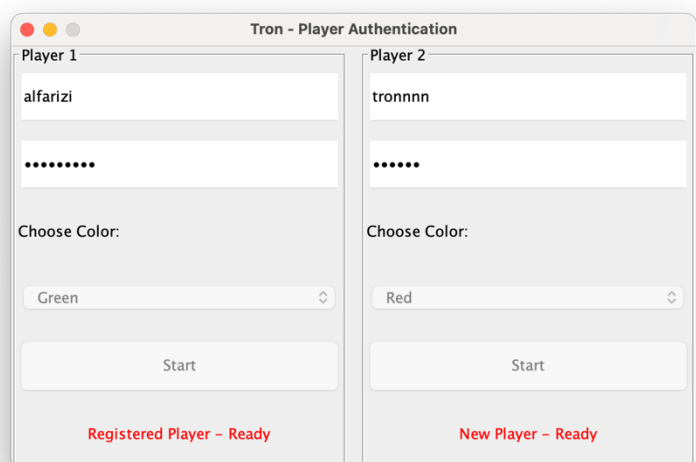 Tron - Player Authentication
Player 1
alfarizi
•••••••••
Choose Color:
Green
Start
Registered Player - Ready
Player 2
tronnnn
••••••
Choose Color:
Red
Start
New Player - Ready